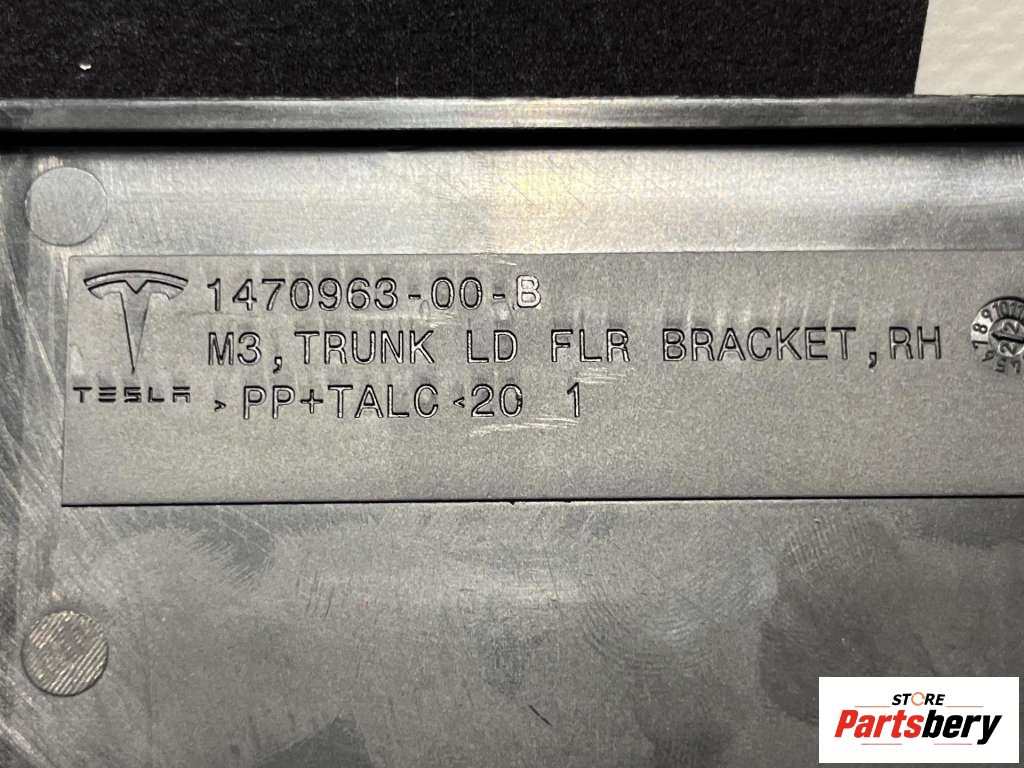 1470963-00-B
M3, TRUNK LD FLR BRACKET, RH
TESLA >PP+TALC<20 1
STORE
Partsbery